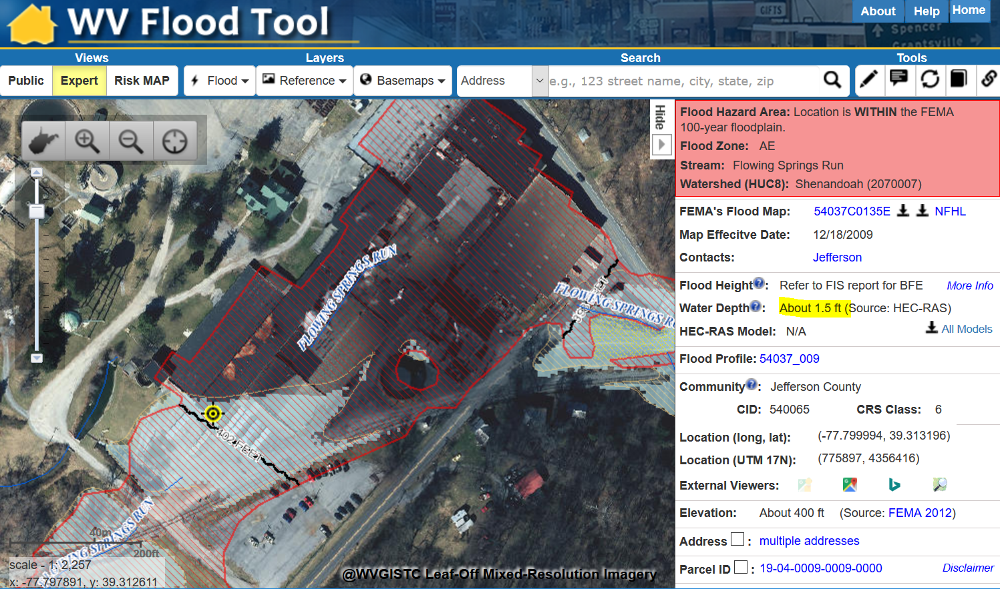 WV Flood Tool
GIFTS
Spencer
Grantsville
About Help Home
Views Layers Search Tools
Public Expert Risk MAP Flood Reference Basemaps Address e.g., 123 street name, city, state, zip
Hide
Flood Hazard Area: Location is WITHIN the FEMA
100-year floodplain.
Flood Zone: AE
Stream: Flowing Springs Run
Watershed (HUC8): Shenandoah (2070007)
FEMA's Flood Map: 54037C0135E NFHL
Map Effecitve Date: 12/18/2009
Contacts: Jefferson
Flood Height?: Refer to FIS report for BFE More Info
Water Depth?: About 1.5 ft (Source: HEC-RAS)
HEC-RAS Model: N/A All Models
Flood Profile: 54037_009
Community?: Jefferson County
CID: 540065 CRS Class: 6
Location (long, lat): (-77.799994, 39.313196)
Location (UTM 17N): (775897, 4356416)
External Viewers:
Elevation: About 400 ft (Source: FEMA 2012)
Address : multiple addresses
Parcel ID : 19-04-0009-0009-0000 Disclaimer
FLOWING SPRINGS RUN
FLOWING SPRINGS RU
402 FEET
FLOWING SPRINGS RUN
40m
200ft
scale - 1: 2,257
x: -77.797891, y: 39.312611
@WVGISTC Leaf-Off Mixed-Resolution Imagery